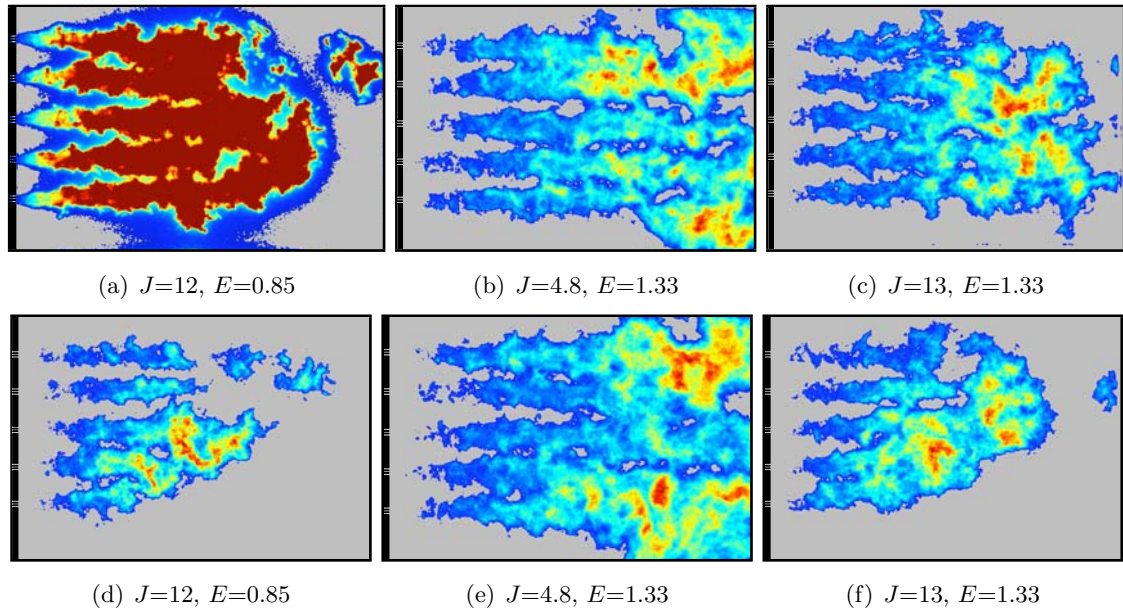 (a) J=12, E=0.85
(b) J=4.8, E=1.33
(c) J=13, E=1.33
(d) J=12, E=0.85
(e) J=4.8, E=1.33
(f) J=13, E=1.33